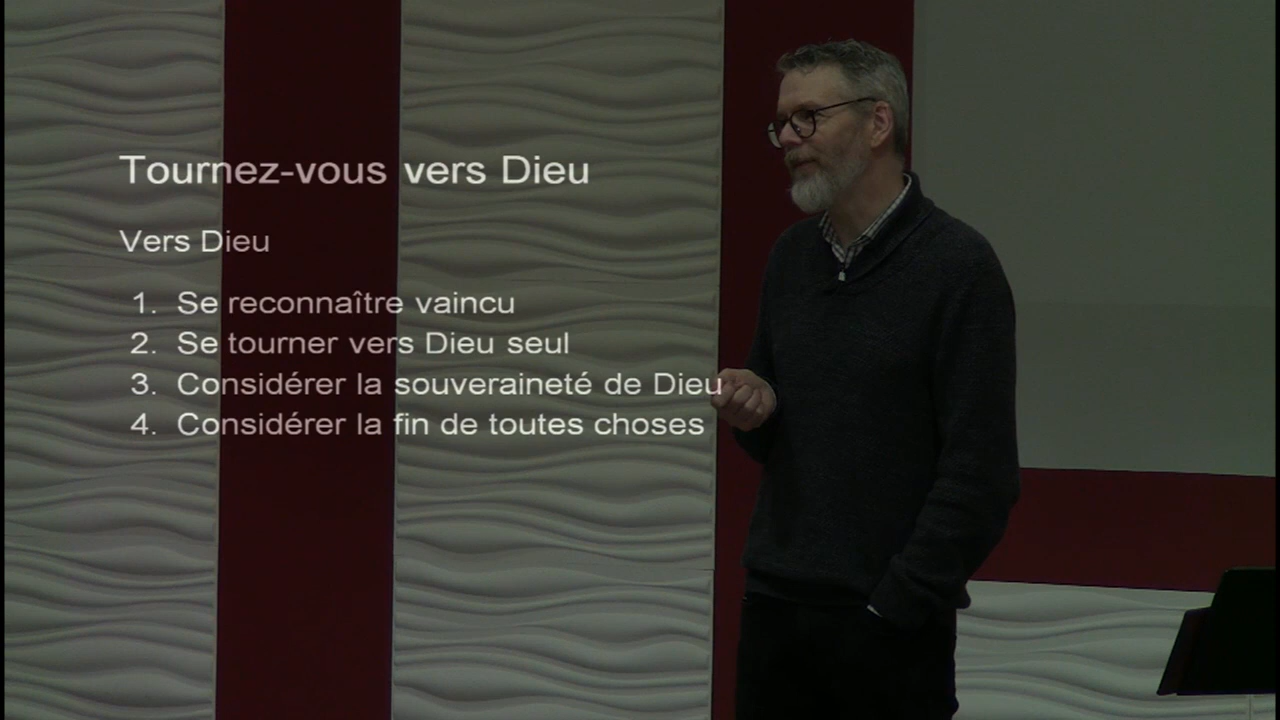 Tournez-vous vers Dieu
Vers Dieu
1. Se reconnaître vaincu
2. Se tourner vers Dieu seul
3. Considérer la souveraineté de Dieu
4. Considérer la fin de toutes choses